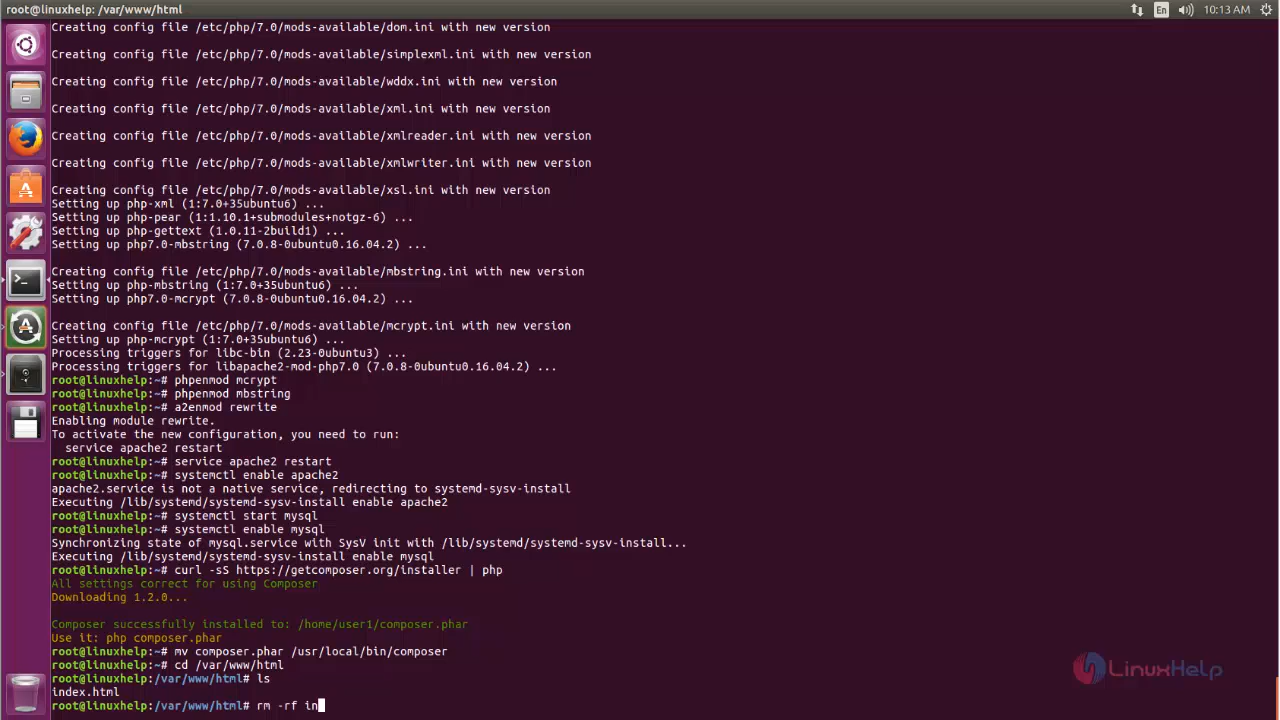 root@linuxhelp: /var/www/html
En
10:13 AM
Creating config file /etc/php/7.0/mods-available/dom.ini with new version
Creating config file /etc/php/7.0/mods-available/simplexml.ini with new version
Creating config file /etc/php/7.0/mods-available/wddx.ini with new version
Creating config file /etc/php/7.0/mods-available/xml.ini with new version
Creating config file /etc/php/7.0/mods-available/xmlreader.ini with new version
Creating config file /etc/php/7.0/mods-available/xmlwriter.ini with new version
Creating config file /etc/php/7.0/mods-available/xsl.ini with new version
Setting up php-xml (1:7.0+35ubuntu6) ...
Setting up php-pear (1:1.10.1+submodules+notgz-6) ...
Setting up php-gettext (1.0.11-2build1) ...
Setting up php7.0-mbstring (7.0.8-0ubuntu0.16.04.2) ...
Creating config file /etc/php/7.0/mods-available/mbstring.ini with new version
Setting up php-mbstring (1:7.0+35ubuntu6) ...
Setting up php7.0-mcrypt (7.0.8-0ubuntu0.16.04.2) ...
Creating config file /etc/php/7.0/mods-available/mcrypt.ini with new version
Setting up php-mcrypt (1:7.0+35ubuntu6) ...
Processing triggers for libc-bin (2.23-0ubuntu3) ...
Processing triggers for libapache2-mod-php7.0 (7.0.8-0ubuntu0.16.04.2) ...
root@linuxhelp:~# phpenmod mcrypt
root@linuxhelp:~# phpenmod mbstring
root@linuxhelp:~# a2enmod rewrite
Enabling module rewrite.
To activate the new configuration, you need to run:
  service apache2 restart
root@linuxhelp:~# service apache2 restart
root@linuxhelp:~# systemctl enable apache2
apache2.service is not a native service, redirecting to systemd-sysv-install
Executing /lib/systemd/systemd-sysv-install enable apache2
root@linuxhelp:~# systemctl start mysql
root@linuxhelp:~# systemctl enable mysql
Synchronizing state of mysql.service with SysV init with /lib/systemd/systemd-sysv-install...
Executing /lib/systemd/systemd-sysv-install enable mysql
root@linuxhelp:~# curl -sS https://getcomposer.org/installer | php
All settings correct for using Composer
Downloading 1.2.0...
Composer successfully installed to: /home/user1/composer.phar
Use it: php composer.phar
root@linuxhelp:~# mv composer.phar /usr/local/bin/composer
root@linuxhelp:~# cd /var/www/html
root@linuxhelp:/var/www/html# ls
index.html
root@linuxhelp:/var/www/html# rm -rf in
LinuxHelp